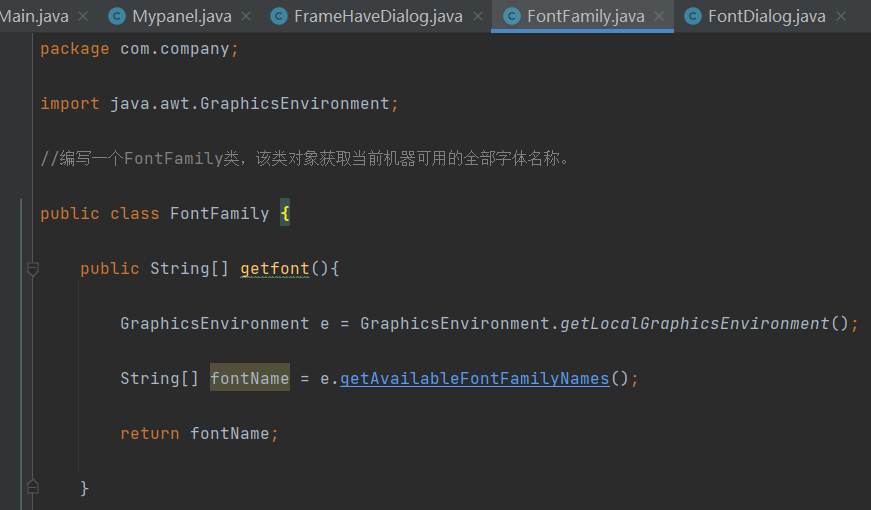 Main.java × Mypanel.java × FrameHaveDialog.java × FontFamily.java × FontDialog.java ×
package com.company;
import java.awt.GraphicsEnvironment;
//编写一个FontFamily类，该类对象获取当前机器可用的全部字体名称。
public class FontFamily {
public String[] getfont(){
GraphicsEnvironment e = GraphicsEnvironment.getLocalGraphicsEnvironment();
String[] fontName = e.getAvailableFontFamilyNames();
return fontName;
}